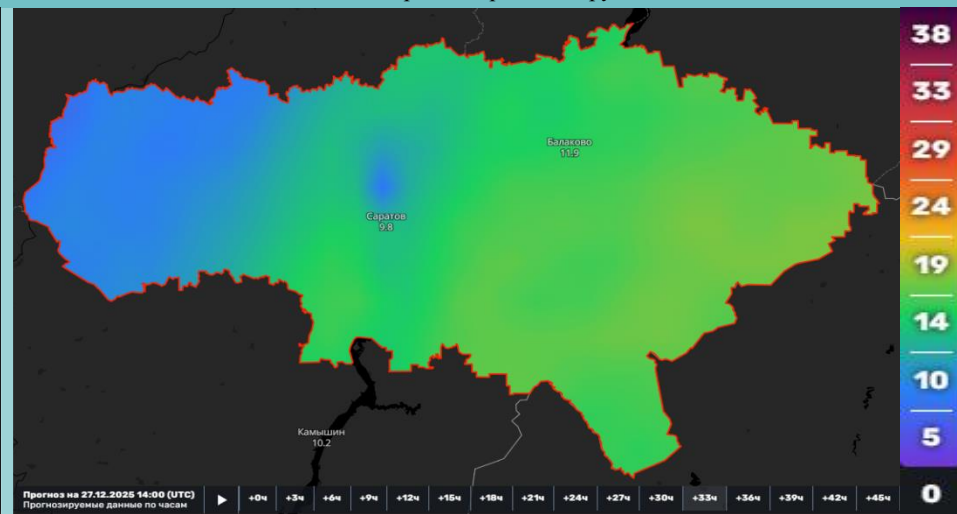 38
33
29
24
19
14
10
5
0
Балаково
11.9
Саратов
9.8
Камышин
10.2
Прогноз на 27.12.2025 14:00 (UTC)
Прогнозируемые данные по часам
+0ч +3ч +6ч +9ч +12ч +15ч +18ч +21ч +24ч +27ч +30ч +33ч +36ч +39ч +42ч +45ч